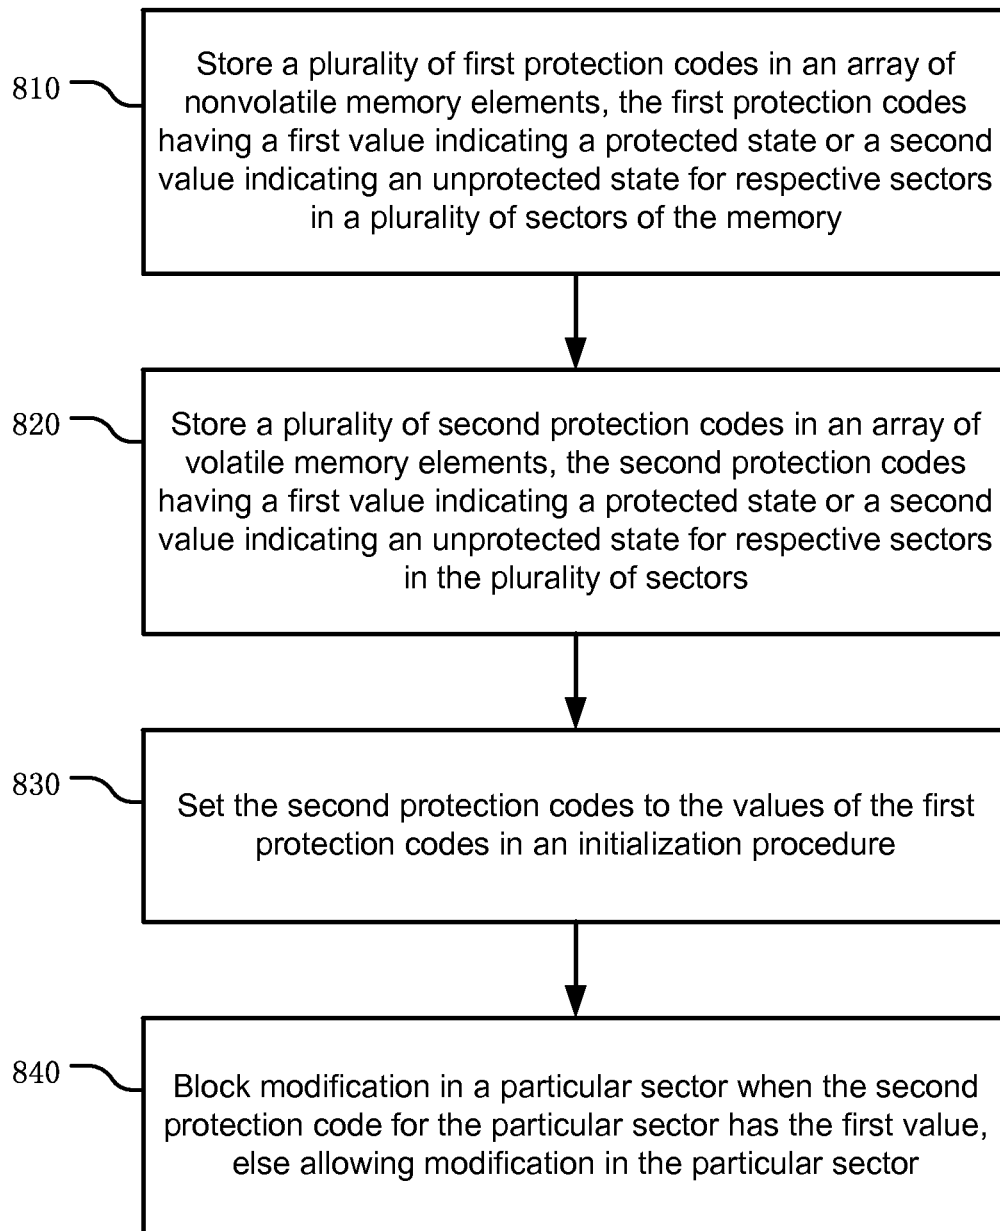 810
Store a plurality of first protection codes in an array of
nonvolatile memory elements, the first protection codes
having a first value indicating a protected state or a second
value indicating an unprotected state for respective sectors
in a plurality of sectors of the memory
820
Store a plurality of second protection codes in an array of
volatile memory elements, the second protection codes
having a first value indicating a protected state or a second
value indicating an unprotected state for respective sectors
in the plurality of sectors
830
Set the second protection codes to the values of the first
protection codes in an initialization procedure
840
Block modification in a particular sector when the second
protection code for the particular sector has the first value,
else allowing modification in the particular sector